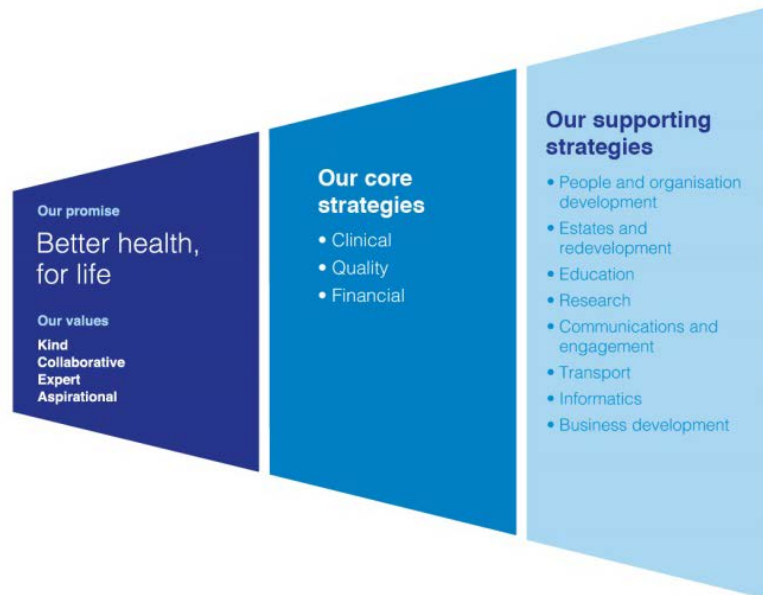 Our promise
Better health,
for life
Our values
Kind
Collaborative
Expert
Aspirational
Our core
strategies
• Clinical
• Quality
• Financial
Our supporting
strategies
• People and organisation
development
• Estates and
redevelopment
• Education
• Research
• Communications and
engagement
• Transport
• Informatics
• Business development